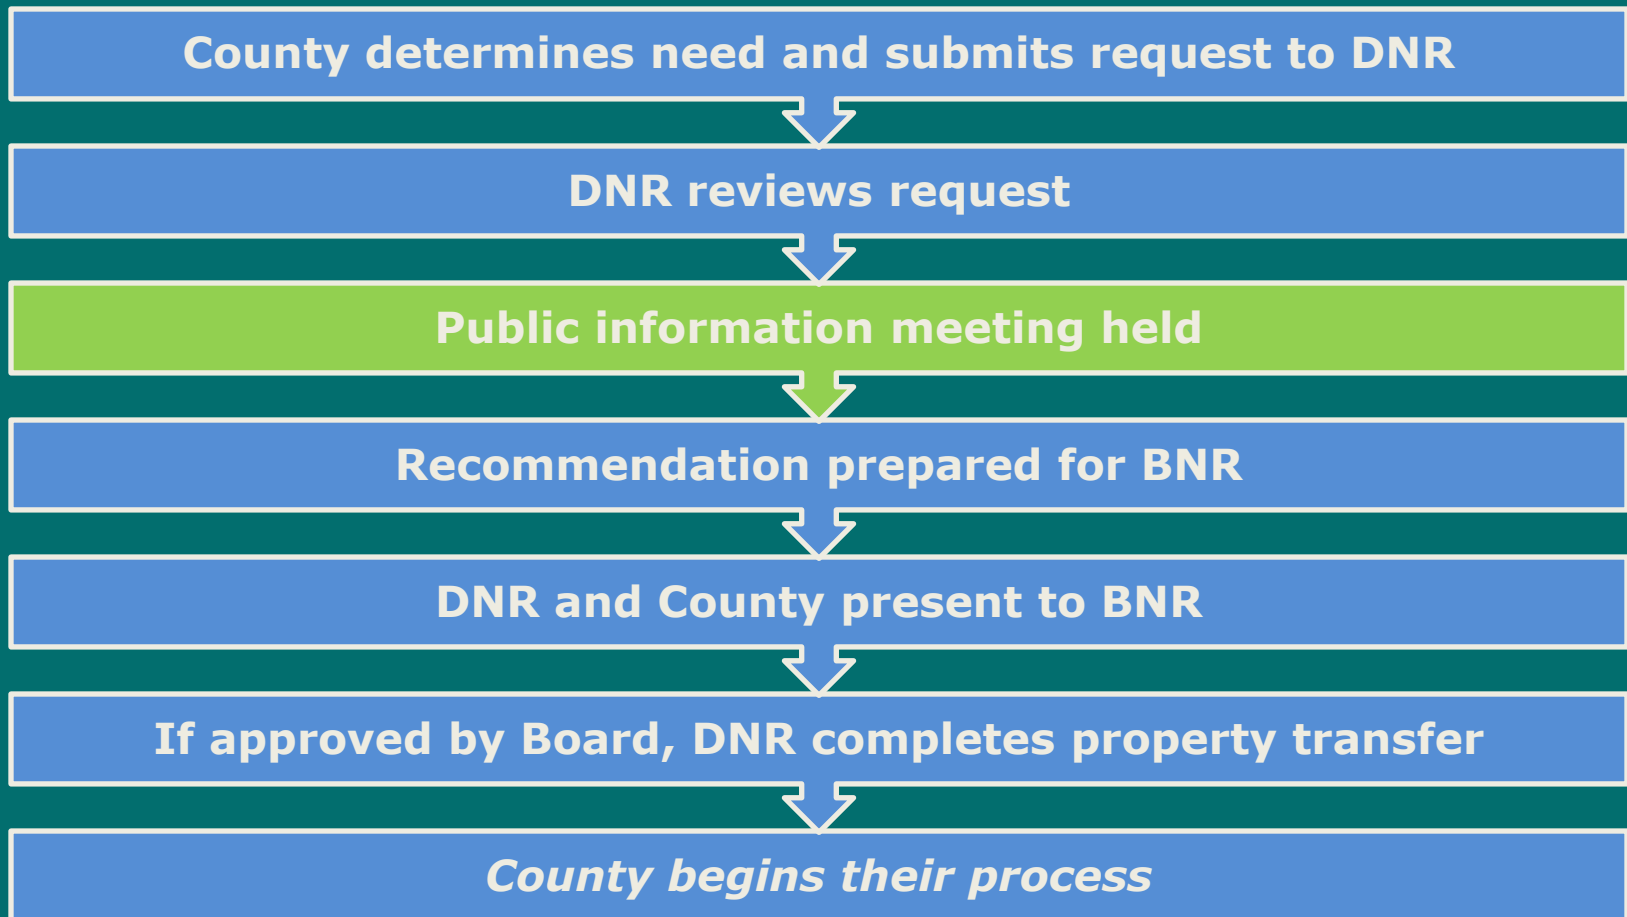 County determines need and submits request to DNR
DNR reviews request
Public information meeting held
Recommendation prepared for BNR
DNR and County present to BNR
If approved by Board, DNR completes property transfer
County begins their process